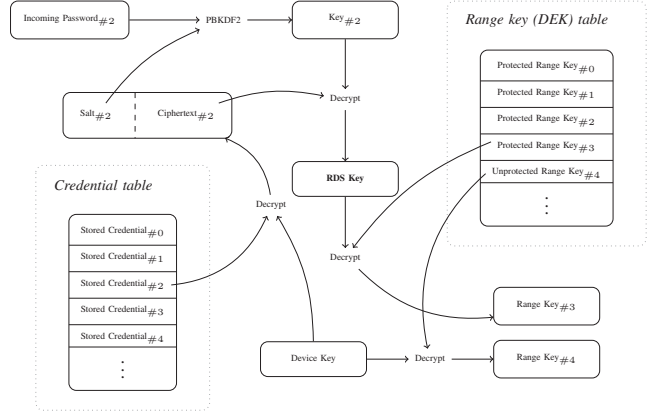 Incoming Password#2
PBKDF2
Key#2
Range key (DEK) table
Protected Range Key#0
Protected Range Key#1
Protected Range Key#2
Protected Range Key#3
Unprotected Range Key#4
⋮
Salt#2
Ciphertext#2
Decrypt
RDS Key
Credential table
Decrypt
Stored Credential#0
Stored Credential#1
Stored Credential#2
Stored Credential#3
Stored Credential#4
⋮
Decrypt
Range Key#3
Device Key
Decrypt
Range Key#4